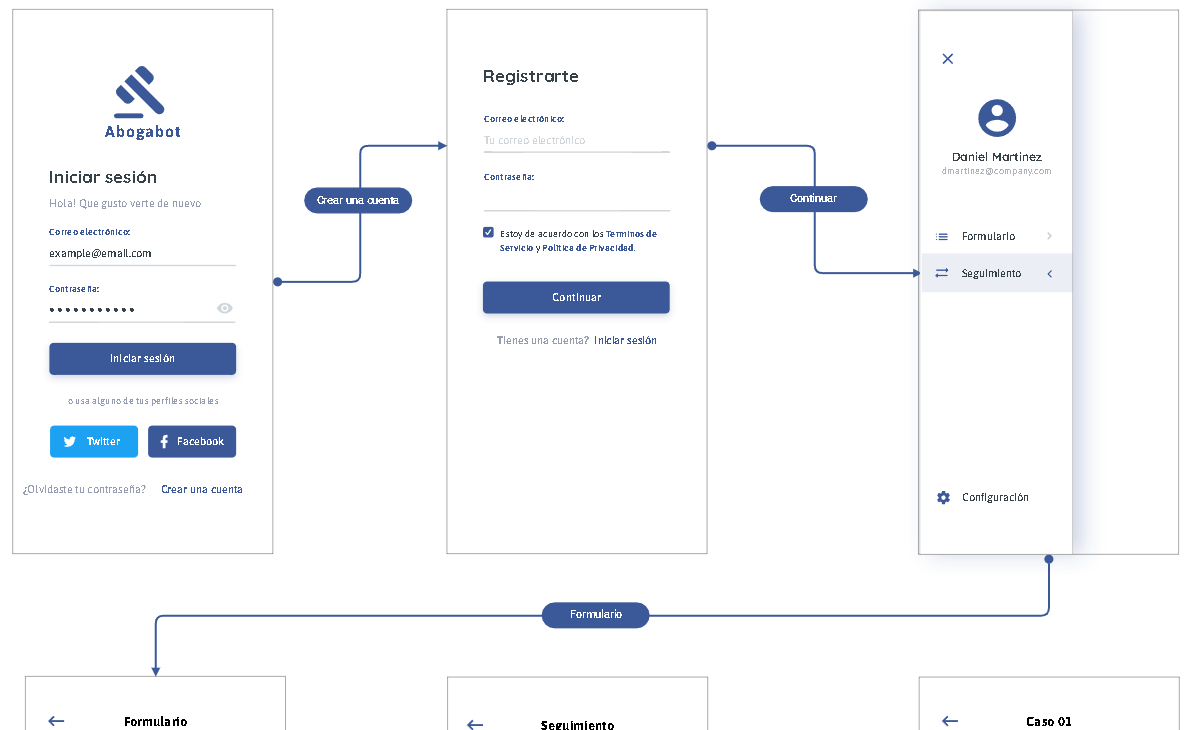 Abogabot
Iniciar sesión
Hola! Que gusto verte de nuevo
Correo electrónico:
example@email.com
Contraseña:
Iniciar sesión
o usa alguno de tus perfiles sociales
Twitter
Facebook
¿Olvidaste tu contraseña? Crear una cuenta
Crear una cuenta
Registrarte
Correo electrónico:
Tu correo electrónico
Contraseña:
Estoy de acuerdo con los Terminos de
Servicio y Política de Privacidad.
Continuar
Tienes una cuenta? Iniciar sesión
Continuar
Daniel Martinez
dmartinez@company.com
Formulario
Seguimiento
Configuración
Formulario
Formulario
Seguimiento
Caso 01